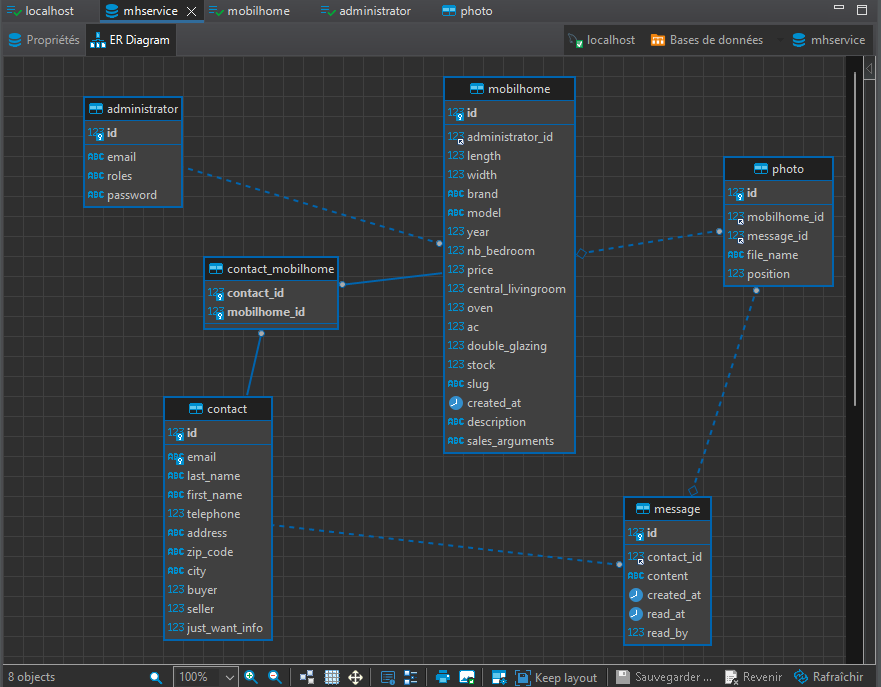 localhost
mhservice
mobilhome
administrator
photo
Propriétés
ER Diagram
localhost
Bases de données
mhservice
administrator
123 id
ABC email
ABC roles
ABC password
mobilhome
123 id
123 administrator_id
123 length
123 width
ABC brand
ABC model
123 year
123 nb_bedroom
123 price
123 central_livingroom
123 oven
123 ac
123 double_glazing
123 stock
ABC slug
created_at
ABC description
ABC sales_arguments
photo
123 id
123 mobilhome_id
123 message_id
ABC file_name
123 position
contact_mobilhome
123 contact_id
123 mobilhome_id
contact
123 id
ABC email
ABC last_name
ABC first_name
123 telephone
ABC address
ABC zip_code
ABC city
123 buyer
123 seller
123 just_want_info
message
123 id
123 contact_id
ABC content
created_at
read_at
123 read_by
8 objects
100%
Keep layout
Sauvegarder ...
Revenir
Rafraîchir